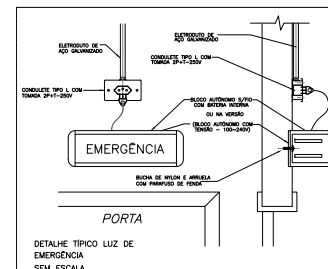 ELETRODUTO DE
AÇO GALVANIZADO
CONDULETE TIPO L COM
TOMADA 2P+T-250V
EMERGÊNCIA
ELETRODUTO DE
AÇO GALVANIZADO
CONDULETE TIPO L COM
TOMADA 2P+T-250V
BLOCO AUTÔNOMO S/FIO
COM BATERIA INTERNA
OU NA VERSÃO
(BLOCO AUTÔNOMO COM
TENSÃO - 100~240V)
BUCHA DE NYLON E ARRUELA
COM PARAFUSO DE FENDA
PORTA
DETALHE TÍPICO LUZ DE
EMERGÊNCIA
SEM ESCALA